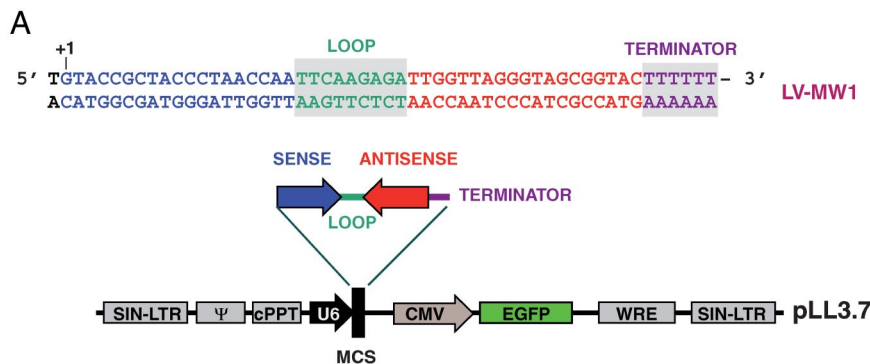 A
+1 LOOP TERMINATOR
5' TGTACCGCTACCCTAACCAATTCAAGAGATTGGTTAGGGTAGCGGTACTTTTTT– 3'
ACATGGCGATGGGATTGGTTAAGTTCTCTAACCAATCCCATCGCCATGAAAAAA
LV-MW1
SENSE ANTISENSE
TERMINATOR
LOOP
SIN-LTR Ψ cPPT U6 CMV EGFP WRE SIN-LTR pLL3.7
MCS